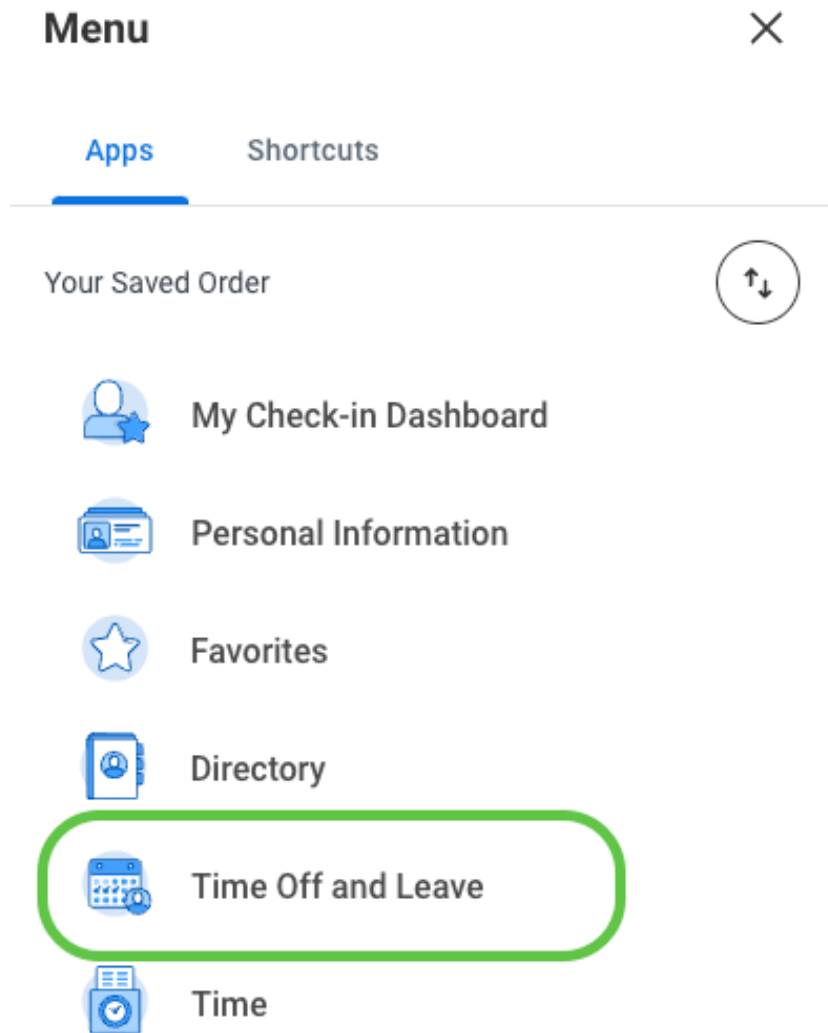 Menu
Apps Shortcuts
Your Saved Order
My Check-in Dashboard
Personal Information
Favorites
Directory
Time Off and Leave
Time